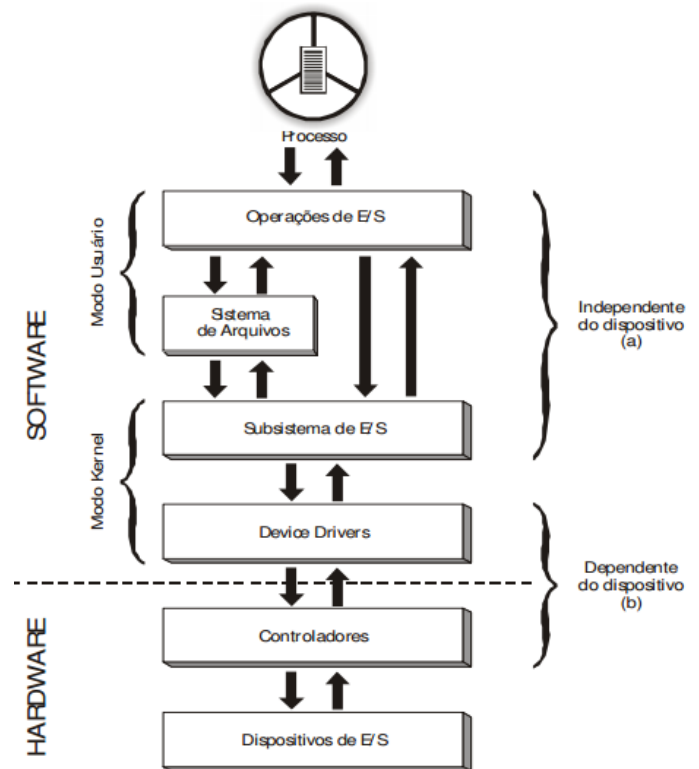 Processo
Operações de E/S
Modo Usuário
Sistema
de Arquivos
Independente
do dispositivo
(a)
SOFTWARE
Subsistema de E/S
Modo Kernel
Device Drivers
Dependente
do dispositivo
(b)
Controladores
HARDWARE
Dispositivos de E/S